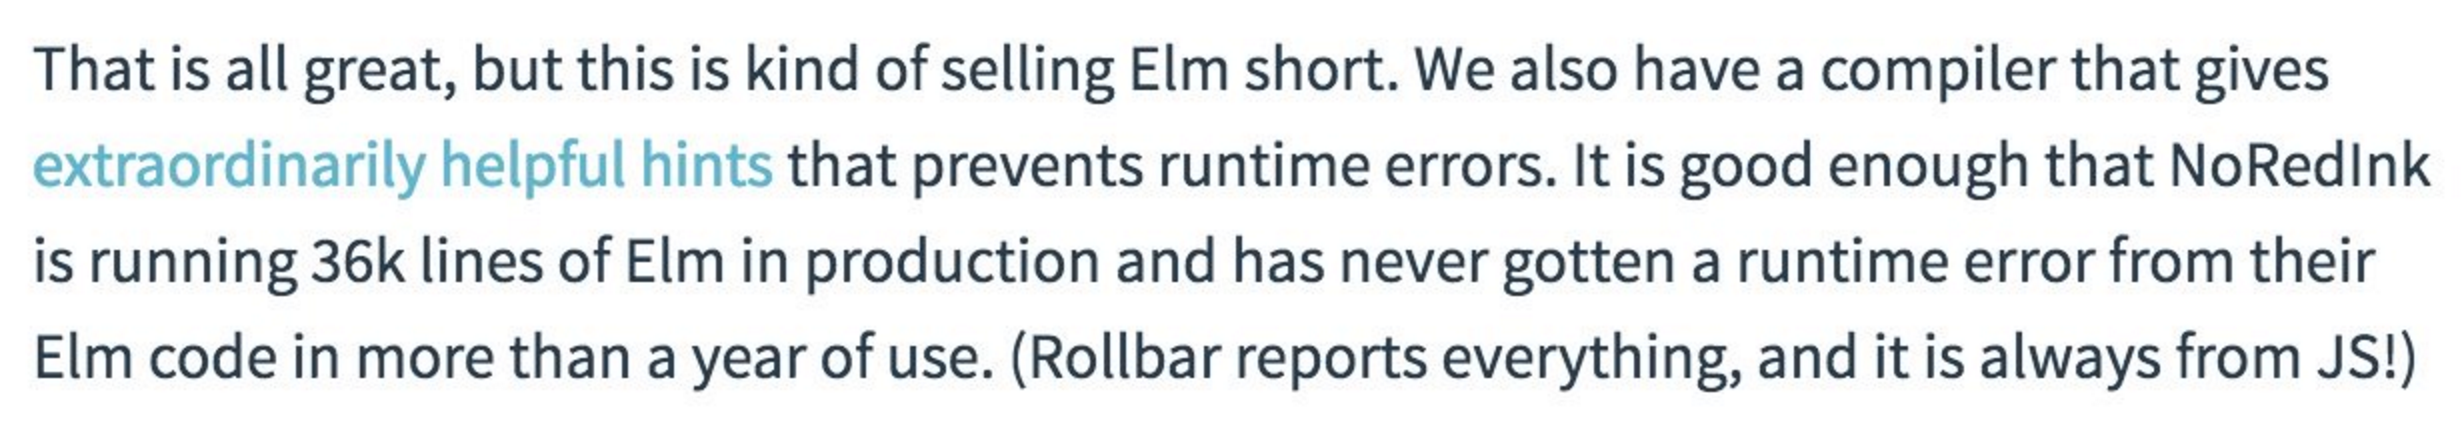 That is all great, but this is kind of selling Elm short. We also have a compiler that gives
extraordinarily helpful hints that prevents runtime errors. It is good enough that NoRedInk
is running 36k lines of Elm in production and has never gotten a runtime error from their
Elm code in more than a year of use. (Rollbar reports everything, and it is always from JS!)